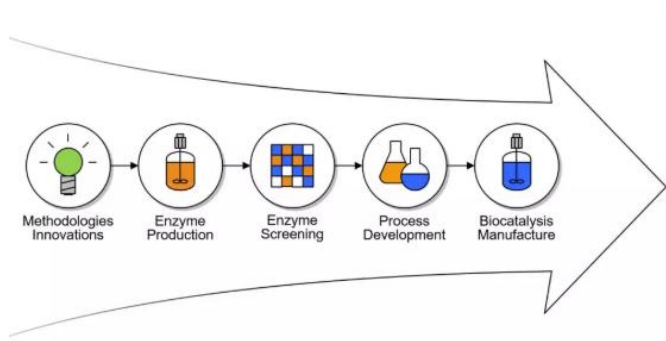 Methodologies
Innovations
Enzyme
Production
Enzyme
Screening
Process
Development
Biocatalysis
Manufacture